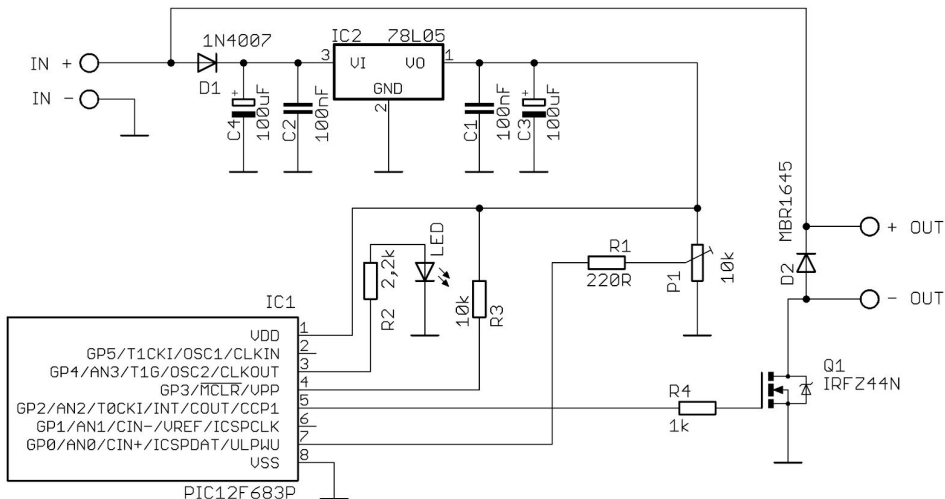 IN +
IN -
1N4007
D1
+
C4
100uF
C2
100nF
IC2 78L05
3 VI VO 1
GND
2
C1
100nF
+
C3
100uF
MBR1645
D2
+ OUT
- OUT
R1
220R
P1
10k
LED
2,2k
R2
10k
R3
IC1
VDD 1
GP5/T1CKI/OSC1/CLKIN 2
GP4/AN3/T1G/OSC2/CLKOUT 3
GP3/MCLR/VPP 4
GP2/AN2/T0CKI/INT/COUT/CCP1 5
GP1/AN1/CIN-/VREF/ICSPCLK 6
GP0/AN0/CIN+/ICSPDAT/ULPWU 7
VSS 8
PIC12F683P
R4
1k
Q1
IRFZ44N